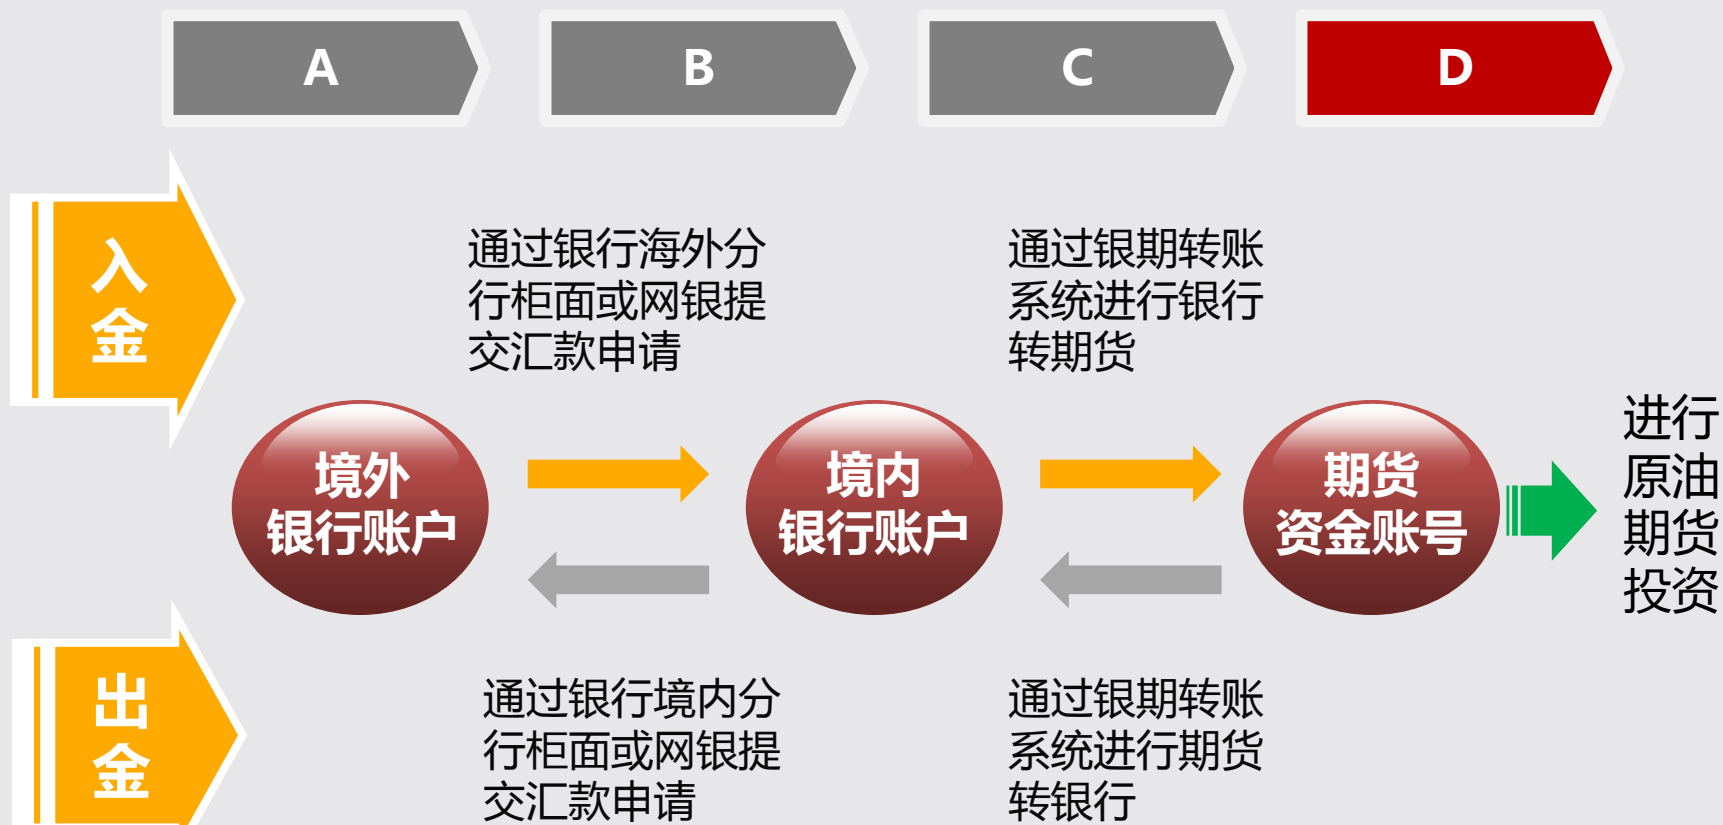 A
B
C
D
入
金
通过银行海外分
行柜面或网银提
交汇款申请
通过银期转账
系统进行银行
转期货
境外
银行账户
境内
银行账户
期货
资金账号
进行
原油
期货
投资
出
金
通过银行境内分
行柜面或网银提
交汇款申请
通过银期转账
系统进行期货
转银行